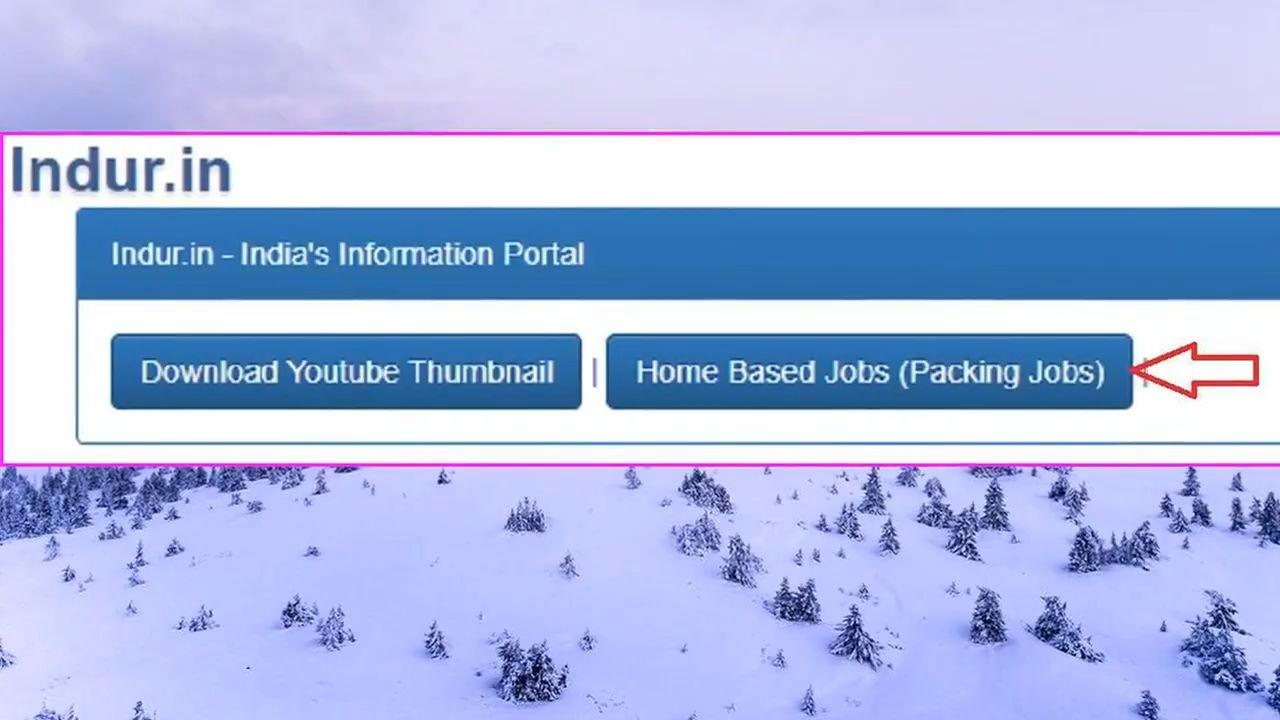 Indur.in
Indur.in - India's Information Portal
Download Youtube Thumbnail | Home Based Jobs (Packing Jobs)